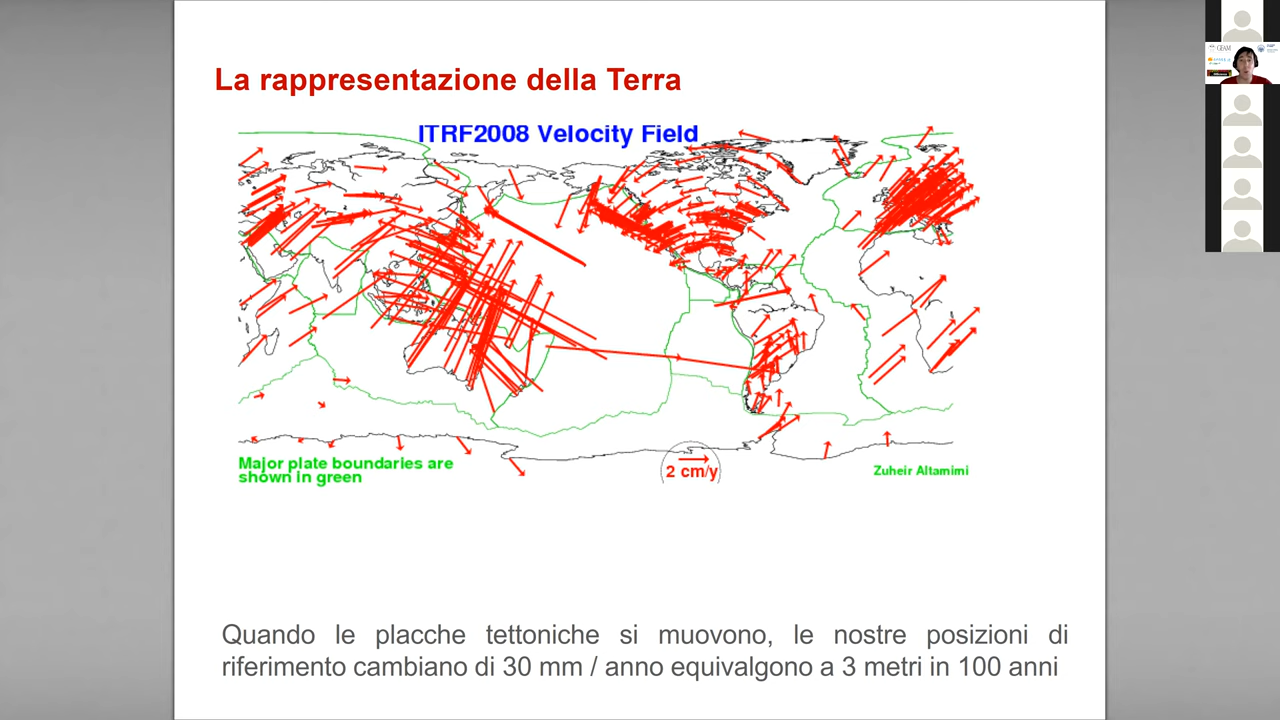 La rappresentazione della Terra
ITRF2008 Velocity Field
Major plate boundaries are
shown in green
2 cm/y
Zuheir Altamimi
Quando le placche tettoniche si muovono, le nostre posizioni di
riferimento cambiano di 30 mm / anno equivalgono a 3 metri in 100 anni
GEAM